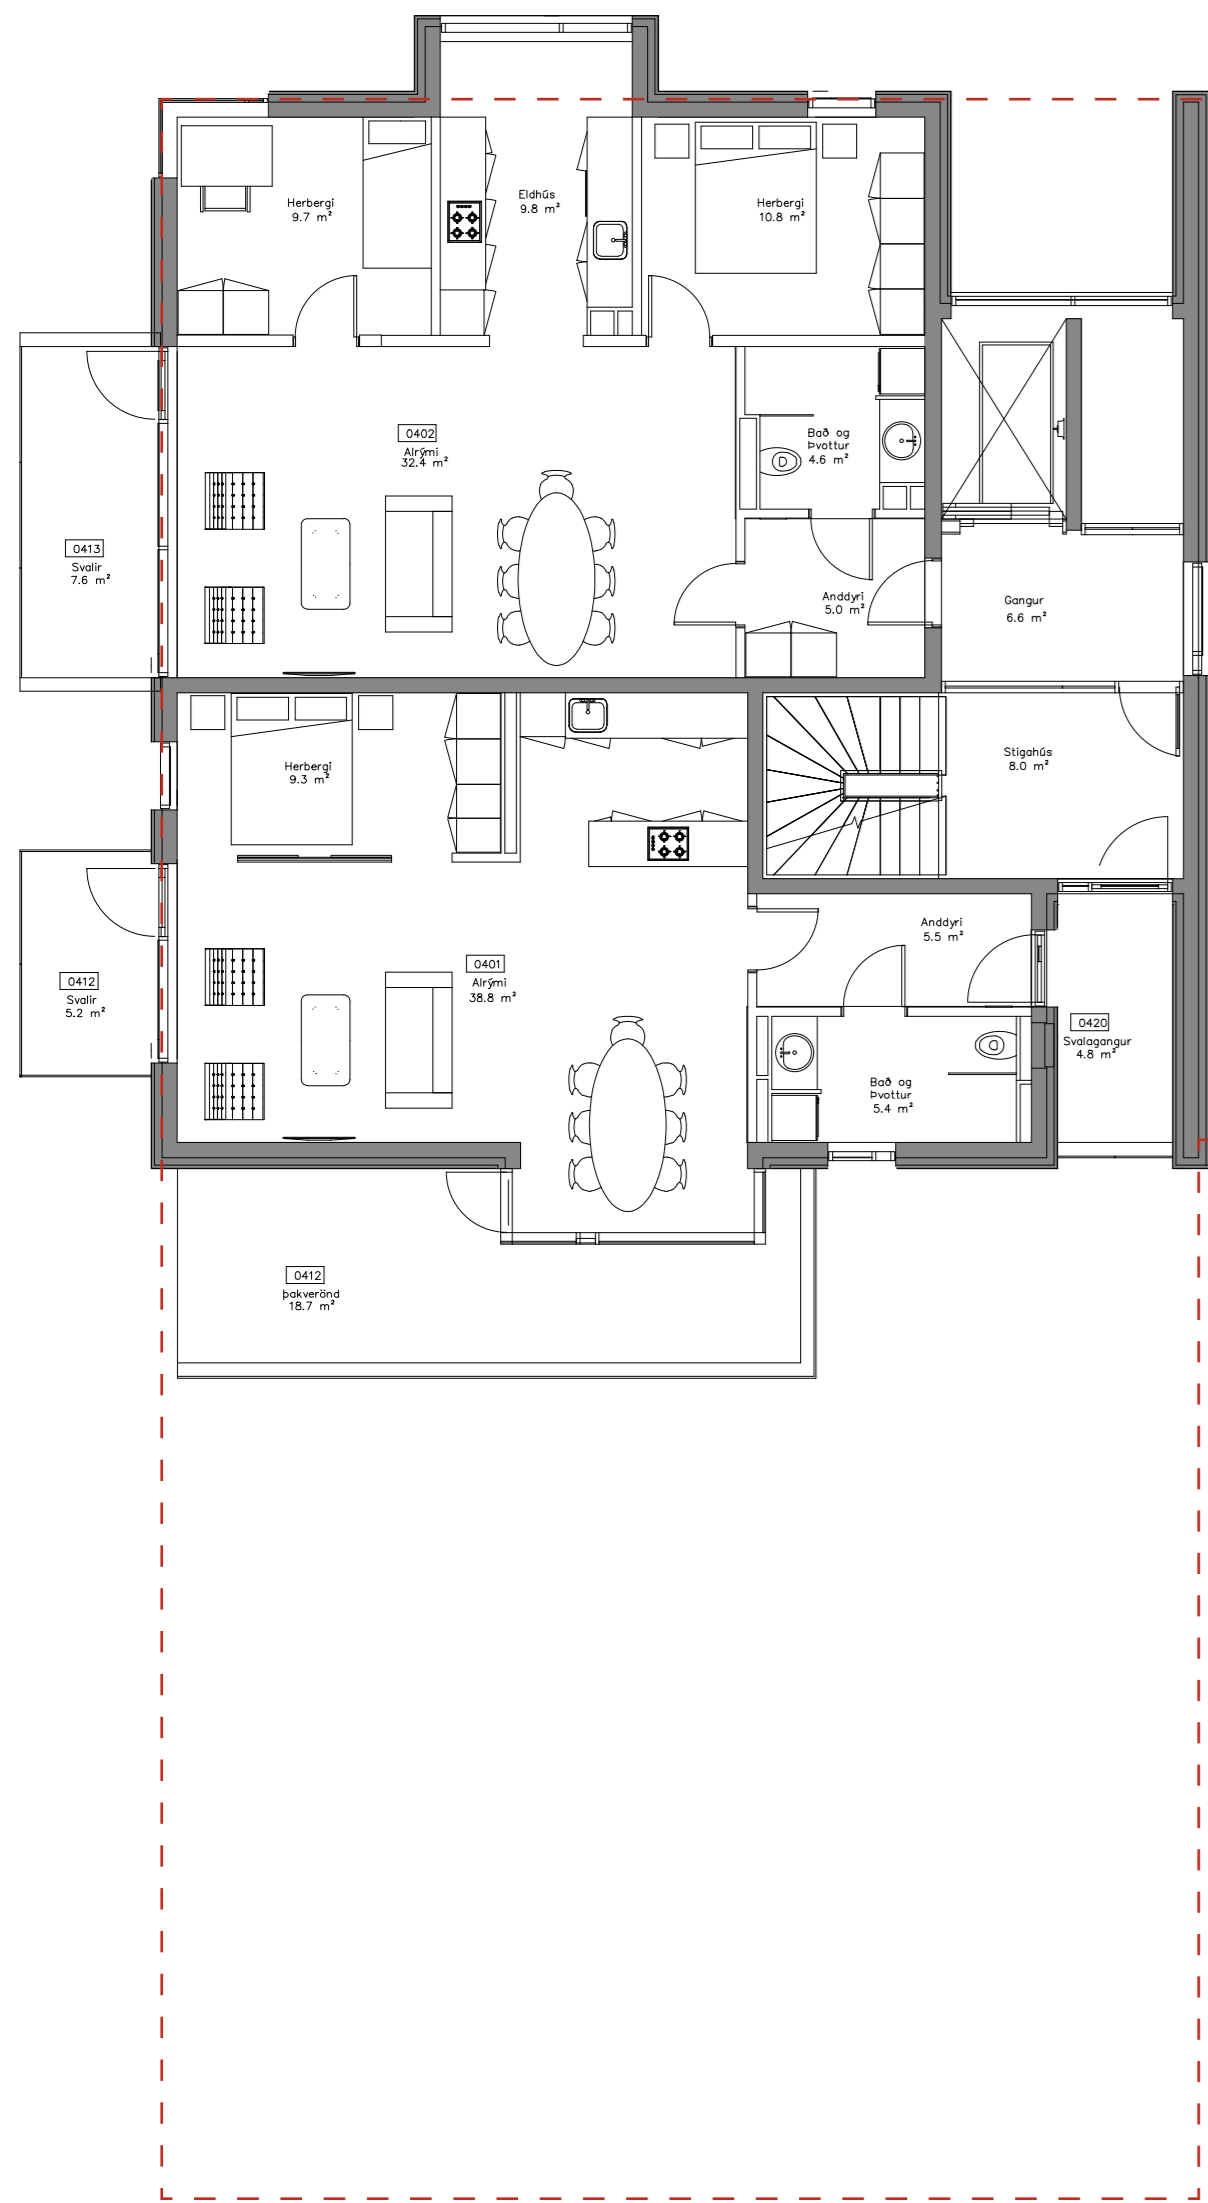 Herbergi
9.7 m²
Eldhús
9.8 m²
Herbergi
10.8 m²
0402
Alrými
32.4 m²
Bað og
Þvottur
4.6 m²
0413
Svalir
7.6 m²
Anddyri
5.0 m²
Gangur
6.6 m²
Herbergi
9.3 m²
Stigahús
8.0 m²
Anddyri
5.5 m²
0401
Alrými
38.8 m²
0412
Svalir
5.2 m²
0420
Svalagangur
4.8 m²
Bað og
Þvottur
5.4 m²
0412
Þakverönd
18.7 m²